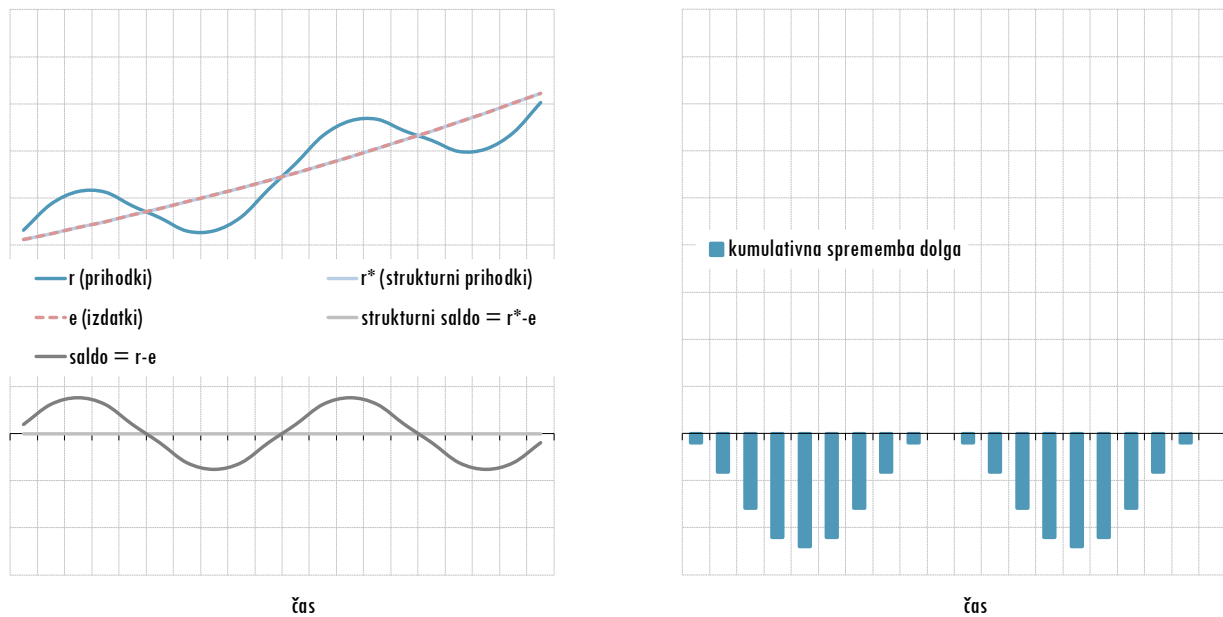 r (prihodki)
r* (strukturni prihodki)
e (izdatki)
strukturni saldo = r*-e
saldo = r-e
čas
kumulativna sprememba dolga
čas